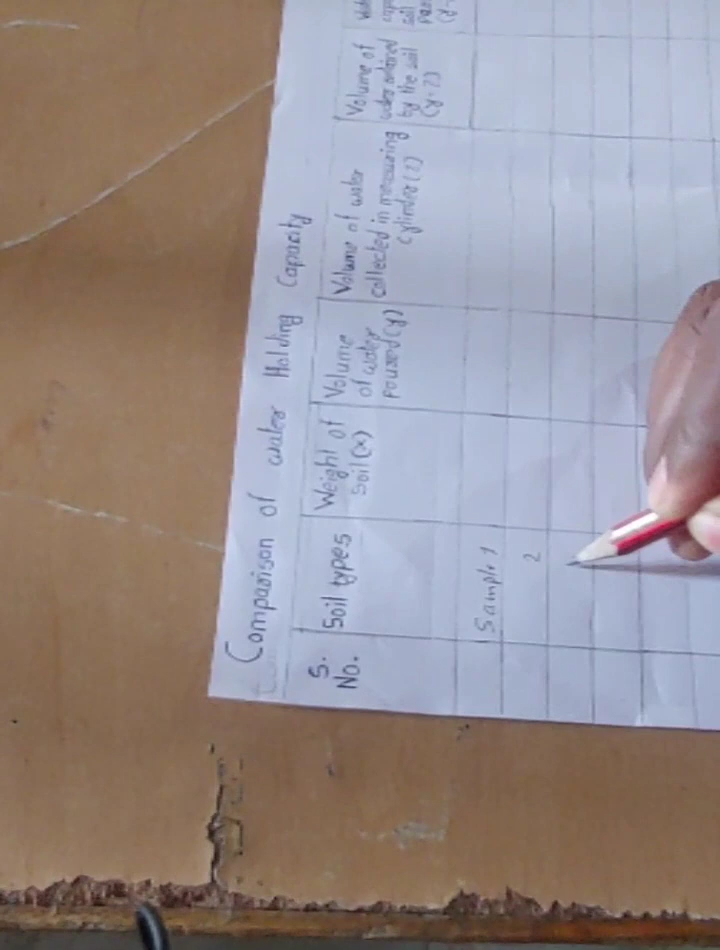 Comparison of water Holding Capacity
S.
No.
Soil types
Weight of
Soil (x)
Volume
of water
poured (y)
Volume of water
collected in measuring
cylinder (z)
Volume of
water retained
by the soil
(y-z)
soil
Sample 1
2